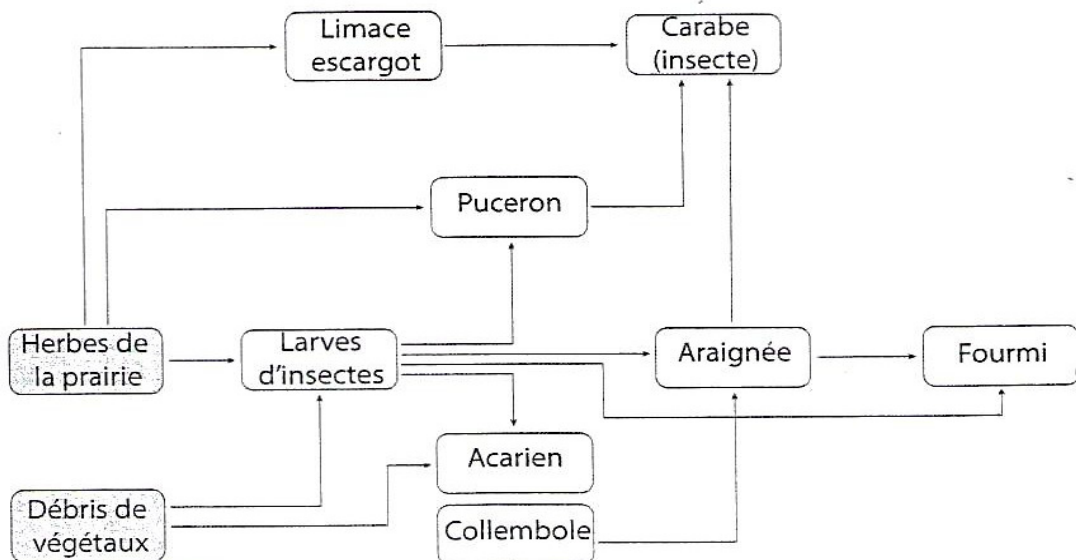 Limace
escargot
Carabe
(insecte)
Puceron
Herbes de
la prairie
Larves
d'insectes
Araignée
Fourmi
Acarien
Débris de
végétaux
Collembole